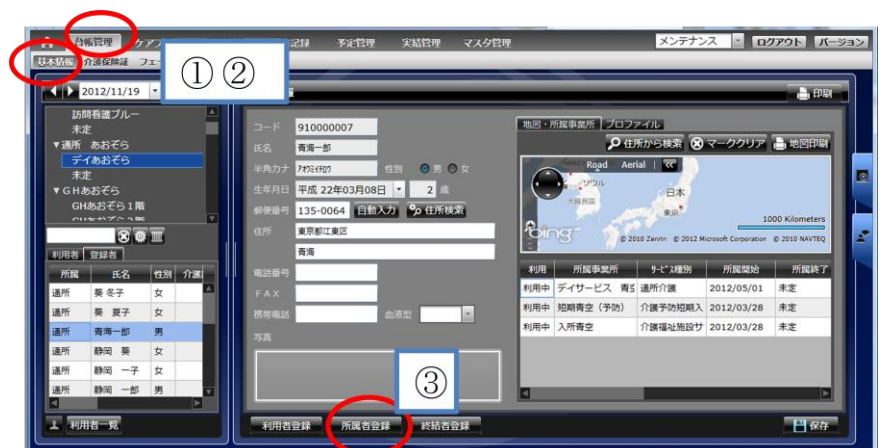 台帳管理 記録 予定管理 実績管理 マスタ管理 メンテナンス ログアウト バージョン
基本情報 介護保険証
① ②
2012/11/19 印刷
訪問看護ブルー
未定
▼通所 あおぞら
デイあおぞら
未定
▼GHあおぞら
GHあおぞら1階
利用者 登録者
所属 氏名 性別
通所 葵 冬子 女
通所 葵 夏子 女
通所 青海一郎 男
通所 静岡 葵 女
通所 静岡 一子 女
通所 静岡 一郎 男
利用者一覧
コード 910000007
氏名 青海一郎
半角カナ ｱｵｳﾐｲﾁﾛｳ 性別 男 女
生年月日 平成 22年03月08日 2 歳
郵便番号 135-0064 自動入力 住所検索
住所 東京都江東区
青海
電話番号
FAX
携帯電話 血液型
写真
③
利用者登録 所属者登録 終結者登録
地図・所属事業所 プロファイル
住所から検索 マーククリア 地図印刷
Road Aerial
ソウル
大韓民国
日本
東京
1000 Kilometers
bing
© 2010 Zenrin © 2012 Microsoft Corporation © 2010 NAVTEQ
利用 所属事業所 ｻｰﾋﾞｽ種別 所属開始 所属終了
利用中 デイサービス 通所介護 2012/05/01 未定
利用中 短期青空（予防） 介護予防短期入 2012/03/28 未定
利用中 入所青空 介護福祉施設サ 2012/03/28 未定
保存